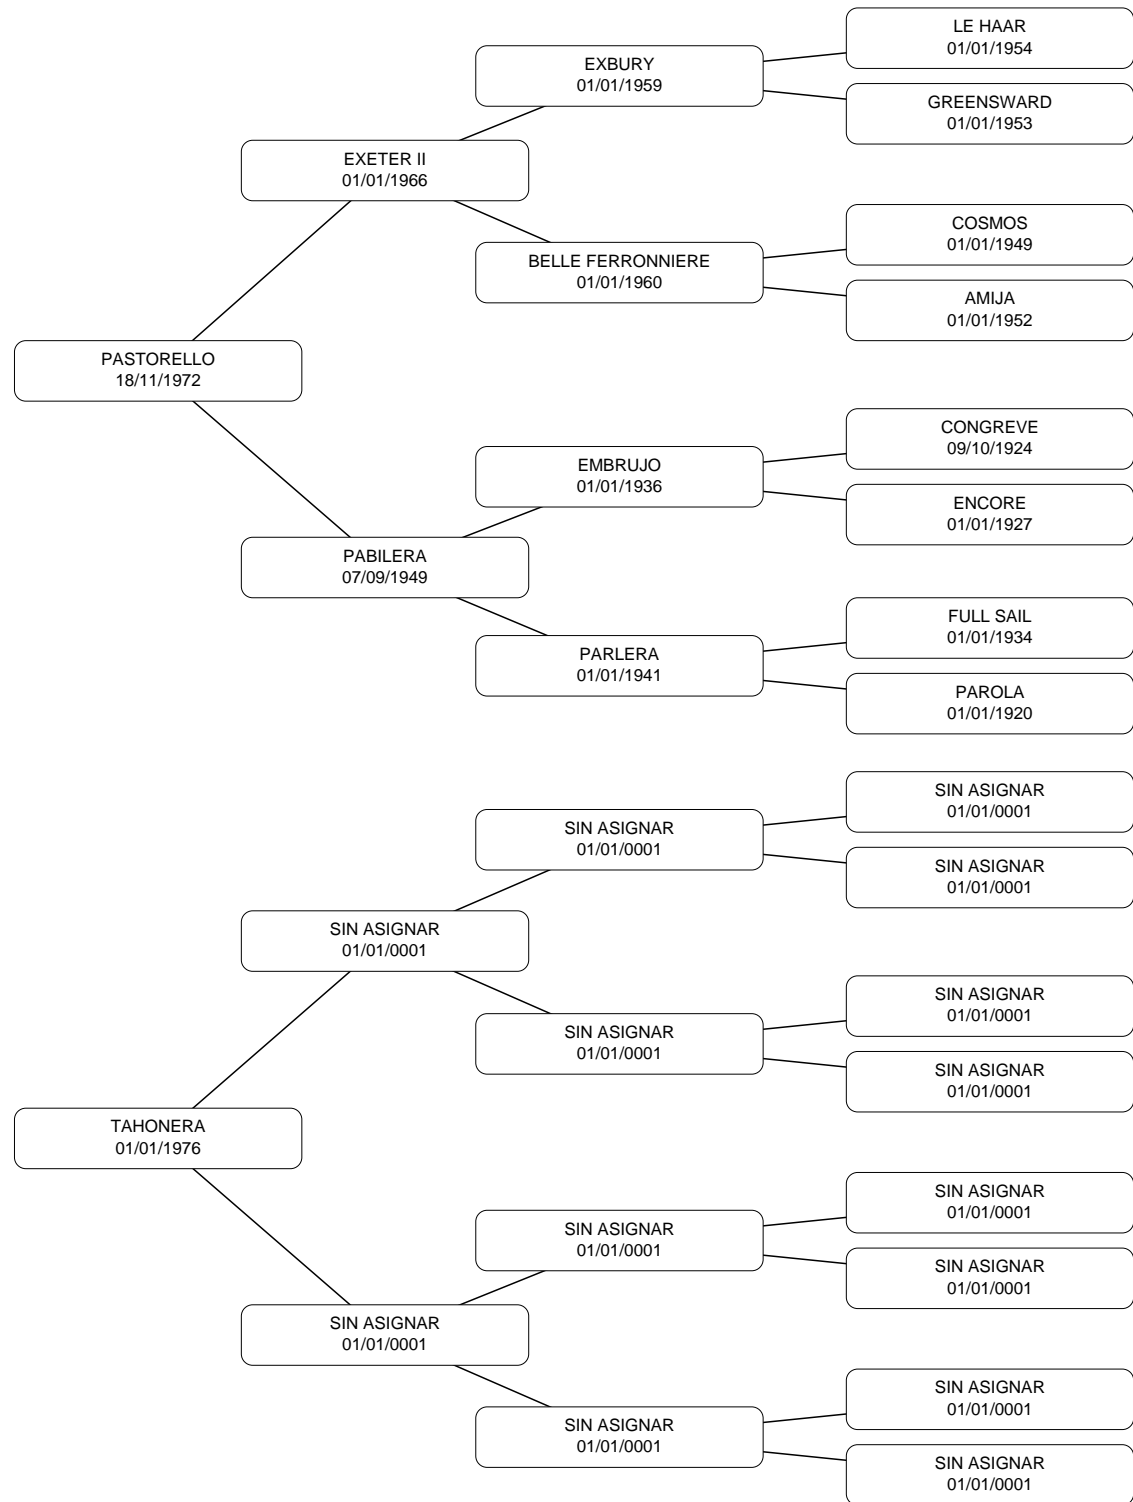 LE HAAR
01/01/1954
EXBURY
01/01/1959
GREENSWARD
01/01/1953
EXETER II
01/01/1966
COSMOS
01/01/1949
BELLE FERRONNIERE
01/01/1960
AMIJA
01/01/1952
PASTORELLO
18/11/1972
CONGREVE
09/10/1924
EMBRUJO
01/01/1936
ENCORE
01/01/1927
PABILERA
07/09/1949
FULL SAIL
01/01/1934
PARLERA
01/01/1941
PAROLA
01/01/1920
SIN ASIGNAR
01/01/0001
SIN ASIGNAR
01/01/0001
SIN ASIGNAR
01/01/0001
SIN ASIGNAR
01/01/0001
SIN ASIGNAR
01/01/0001
SIN ASIGNAR
01/01/0001
SIN ASIGNAR
01/01/0001
TAHONERA
01/01/1976
SIN ASIGNAR
01/01/0001
SIN ASIGNAR
01/01/0001
SIN ASIGNAR
01/01/0001
SIN ASIGNAR
01/01/0001
SIN ASIGNAR
01/01/0001
SIN ASIGNAR
01/01/0001
SIN ASIGNAR
01/01/0001